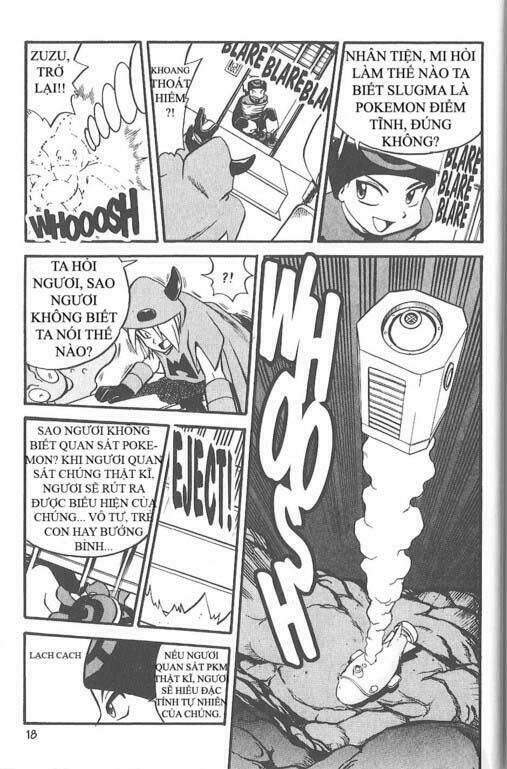 ZUZU,
TRỞ
LẠI!!
WHOOOSH
KHOANG
THOÁT
HIỂM-
?!
BLARE
BLARE
BLARE
NHÂN TIỆN, MI HỎI
LÀM THẾ NÀO TA
BIẾT SLUGMA LÀ
POKEMON ĐIỀM
TĨNH, ĐÚNG
KHÔNG?
BLARE
BLARE
BLARE
TA HỎI
NGƯƠI, SAO
NGƯƠI
KHÔNG BIẾT
TA NÓI THẾ
NÀO?
?!
WHOOSH
SAO NGƯƠI KHÔNG
BIẾT QUAN SÁT POKE-
MON? KHI NGƯƠI QUAN
SÁT CHÚNG THẬT KĨ,
NGƯƠI SẼ RÚT RA
ĐƯỢC BIỂU HIỆN CỦA
CHÚNG... VÔ TƯ, TRẺ
CON HAY BƯỚNG
BỈNH...
EJECT!
LẠCH CẠCH
NẾU NGƯƠI
QUAN SÁT PKM
THẬT KĨ, NGƯƠI
SẼ HIỂU ĐẶC
TÍNH TỰ NHIÊN
CỦA CHÚNG.
18